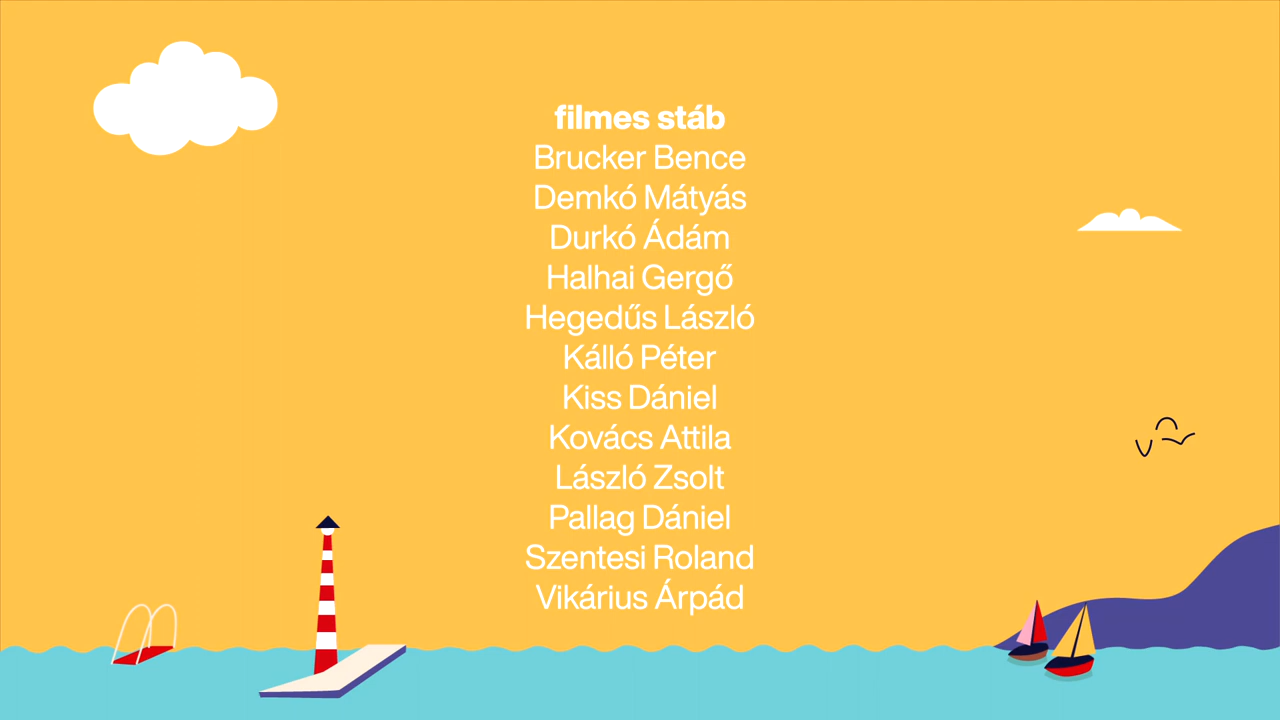 filmes stáb
Brucker Bence
Demkó Mátyás
Durkó Ádám
Halhai Gergő
Hegedűs László
Kálló Péter
Kiss Dániel
Kovács Attila
László Zsolt
Pallag Dániel
Szentesi Roland
Vikárius Árpád